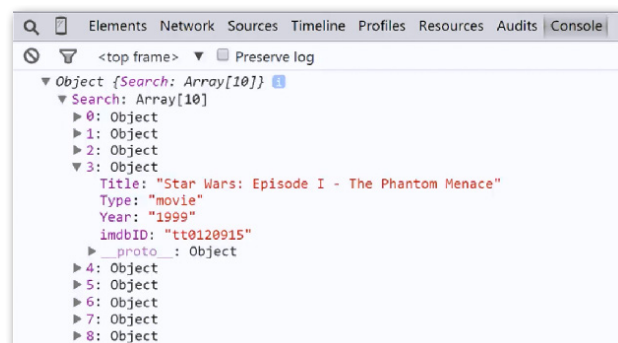 Elements Network Sources Timeline Profiles Resources Audits Console
<top frame> ▼ Preserve log
▼ Object {Search: Array[10]} i
▼ Search: Array[10]
▶ 0: Object
▶ 1: Object
▶ 2: Object
▼ 3: Object
Title: "Star Wars: Episode I - The Phantom Menace"
Type: "movie"
Year: "1999"
imdbID: "tt0120915"
▶ __proto__: Object
▶ 4: Object
▶ 5: Object
▶ 6: Object
▶ 7: Object
▶ 8: Object